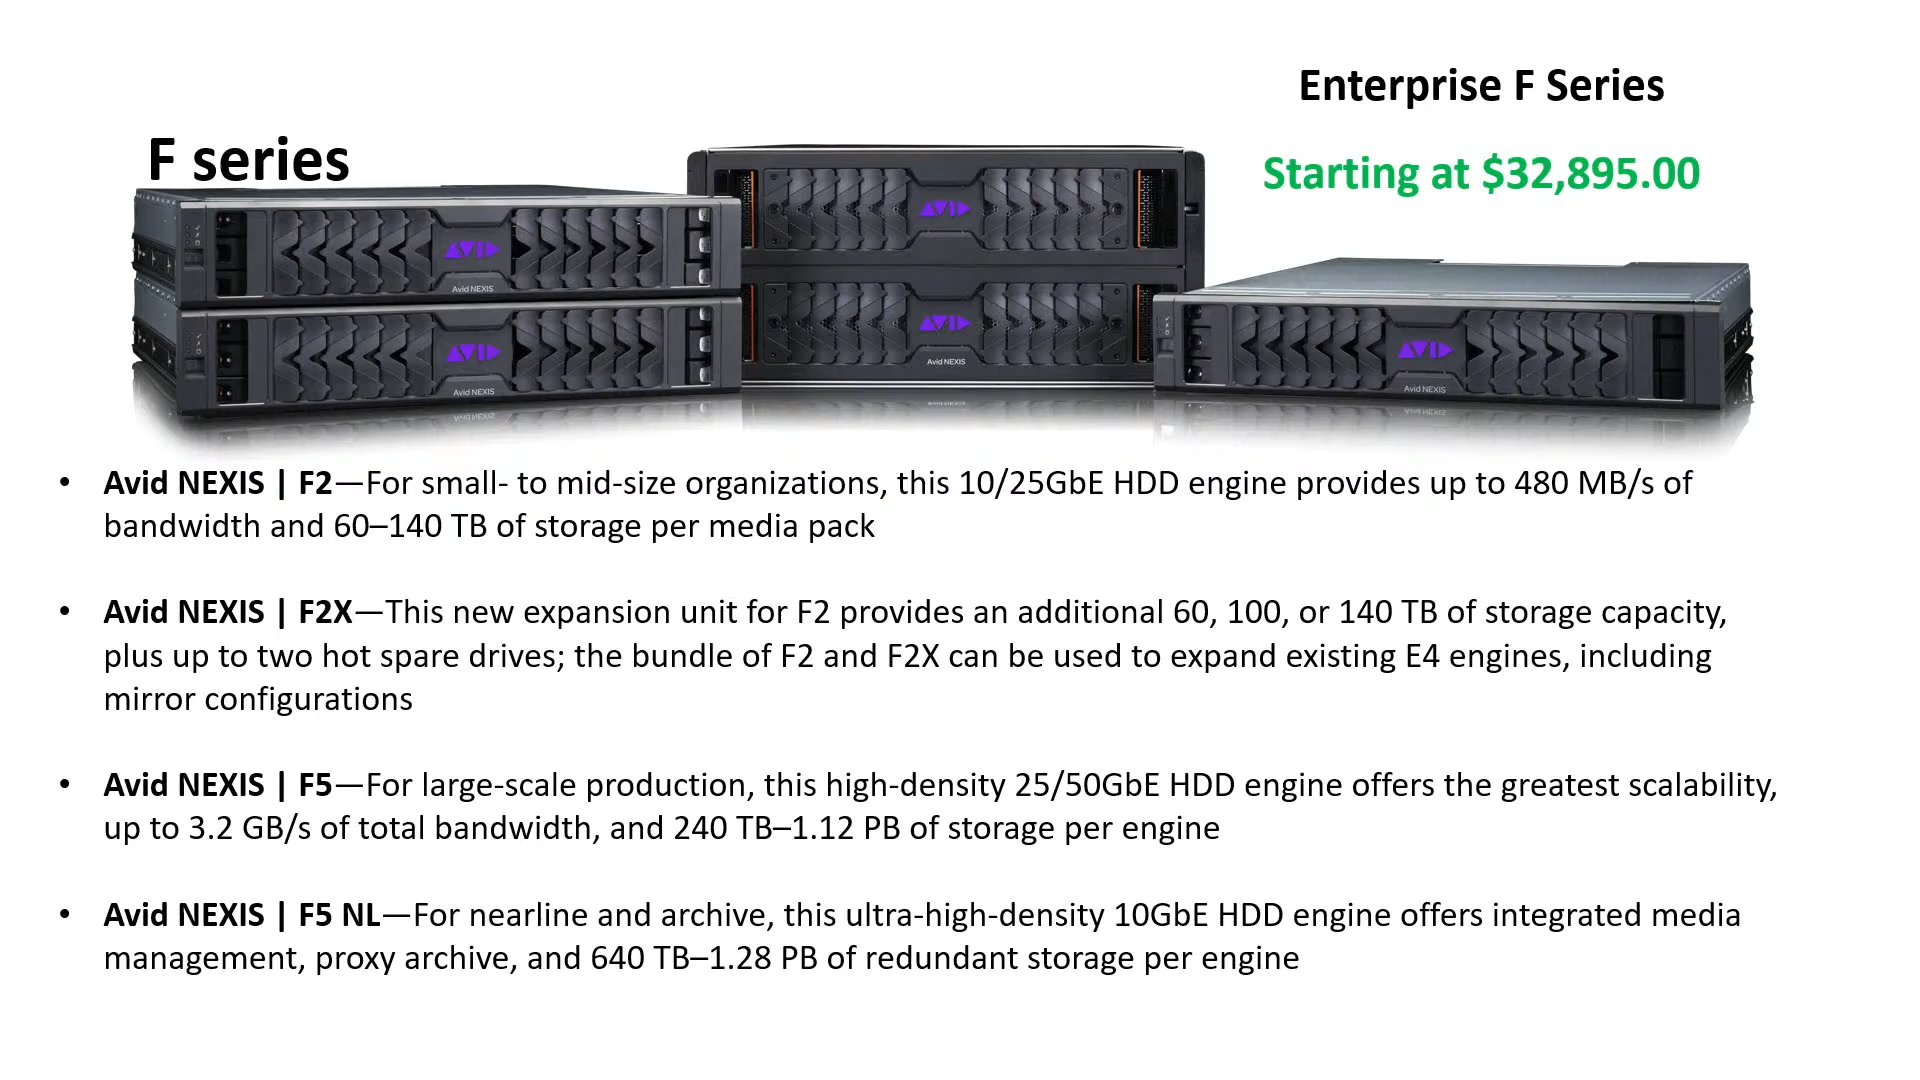 Enterprise F Series
F series
Starting at $32,895.00
AVID
Avid NEXIS
AVID
Avid NEXIS
AVID
AVID
Avid NEXIS
AVID
Avid NEXIS
• Avid NEXIS | F2—For small- to mid-size organizations, this 10/25GbE HDD engine provides up to 480 MB/s of
bandwidth and 60–140 TB of storage per media pack
• Avid NEXIS | F2X—This new expansion unit for F2 provides an additional 60, 100, or 140 TB of storage capacity,
plus up to two hot spare drives; the bundle of F2 and F2X can be used to expand existing E4 engines, including
mirror configurations
• Avid NEXIS | F5—For large-scale production, this high-density 25/50GbE HDD engine offers the greatest scalability,
up to 3.2 GB/s of total bandwidth, and 240 TB–1.12 PB of storage per engine
• Avid NEXIS | F5 NL—For nearline and archive, this ultra-high-density 10GbE HDD engine offers integrated media
management, proxy archive, and 640 TB–1.28 PB of redundant storage per engine